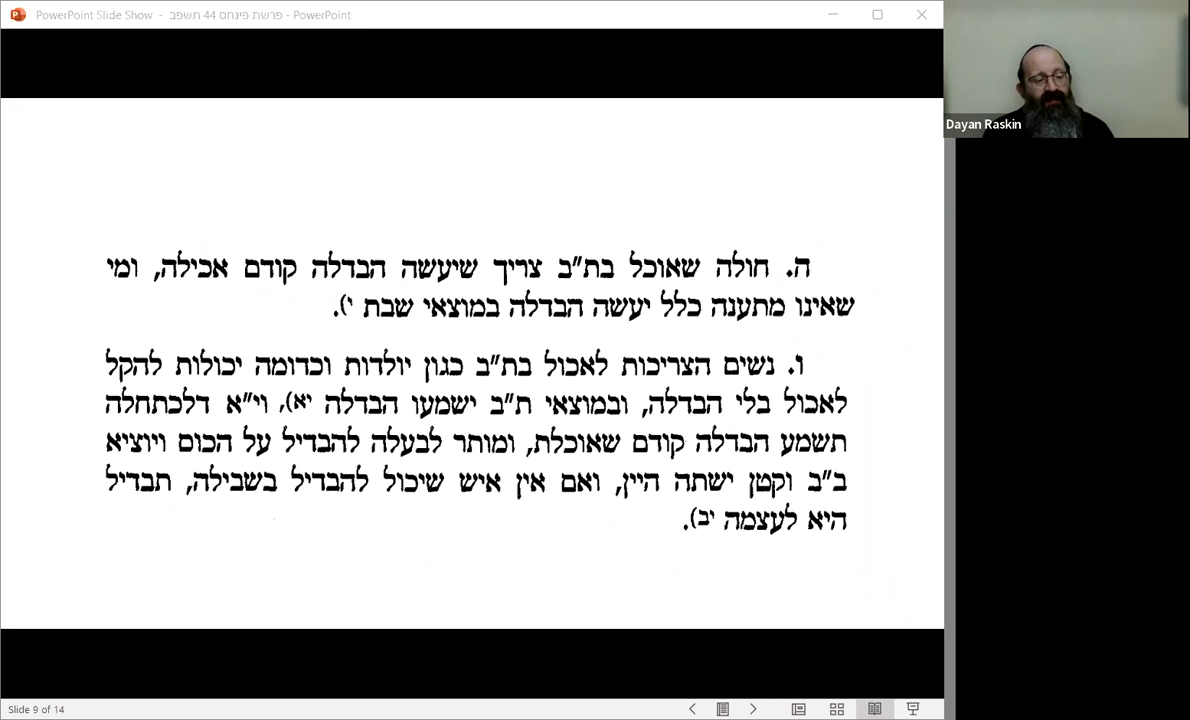 PowerPoint Slide Show - פרשת פינחס 44 תשפב - PowerPoint
Dayan Raskin
ה. חולה שאוכל בת״ב צריך שיעשה הבדלה קודם אכילה, ומי
שאינו מתענה כלל יעשה הבדלה במוצאי שבת י).
ו. נשים הצריכות לאכול בת״ב כגון יולדות וכדומה יכולות להקל
לאכול בלי הבדלה, ובמוצאי ת״ב ישמעו הבדלה יא), וי״א דלכתחלה
תשמע הבדלה קודם שאוכלת, ומותר לבעלה להבדיל על הכוס ויוציא
ב״ב וקטן ישתה היין, ואם אין איש שיכול להבדיל בשבילה, תבדיל
היא לעצמה יב).
Slide 9 of 14